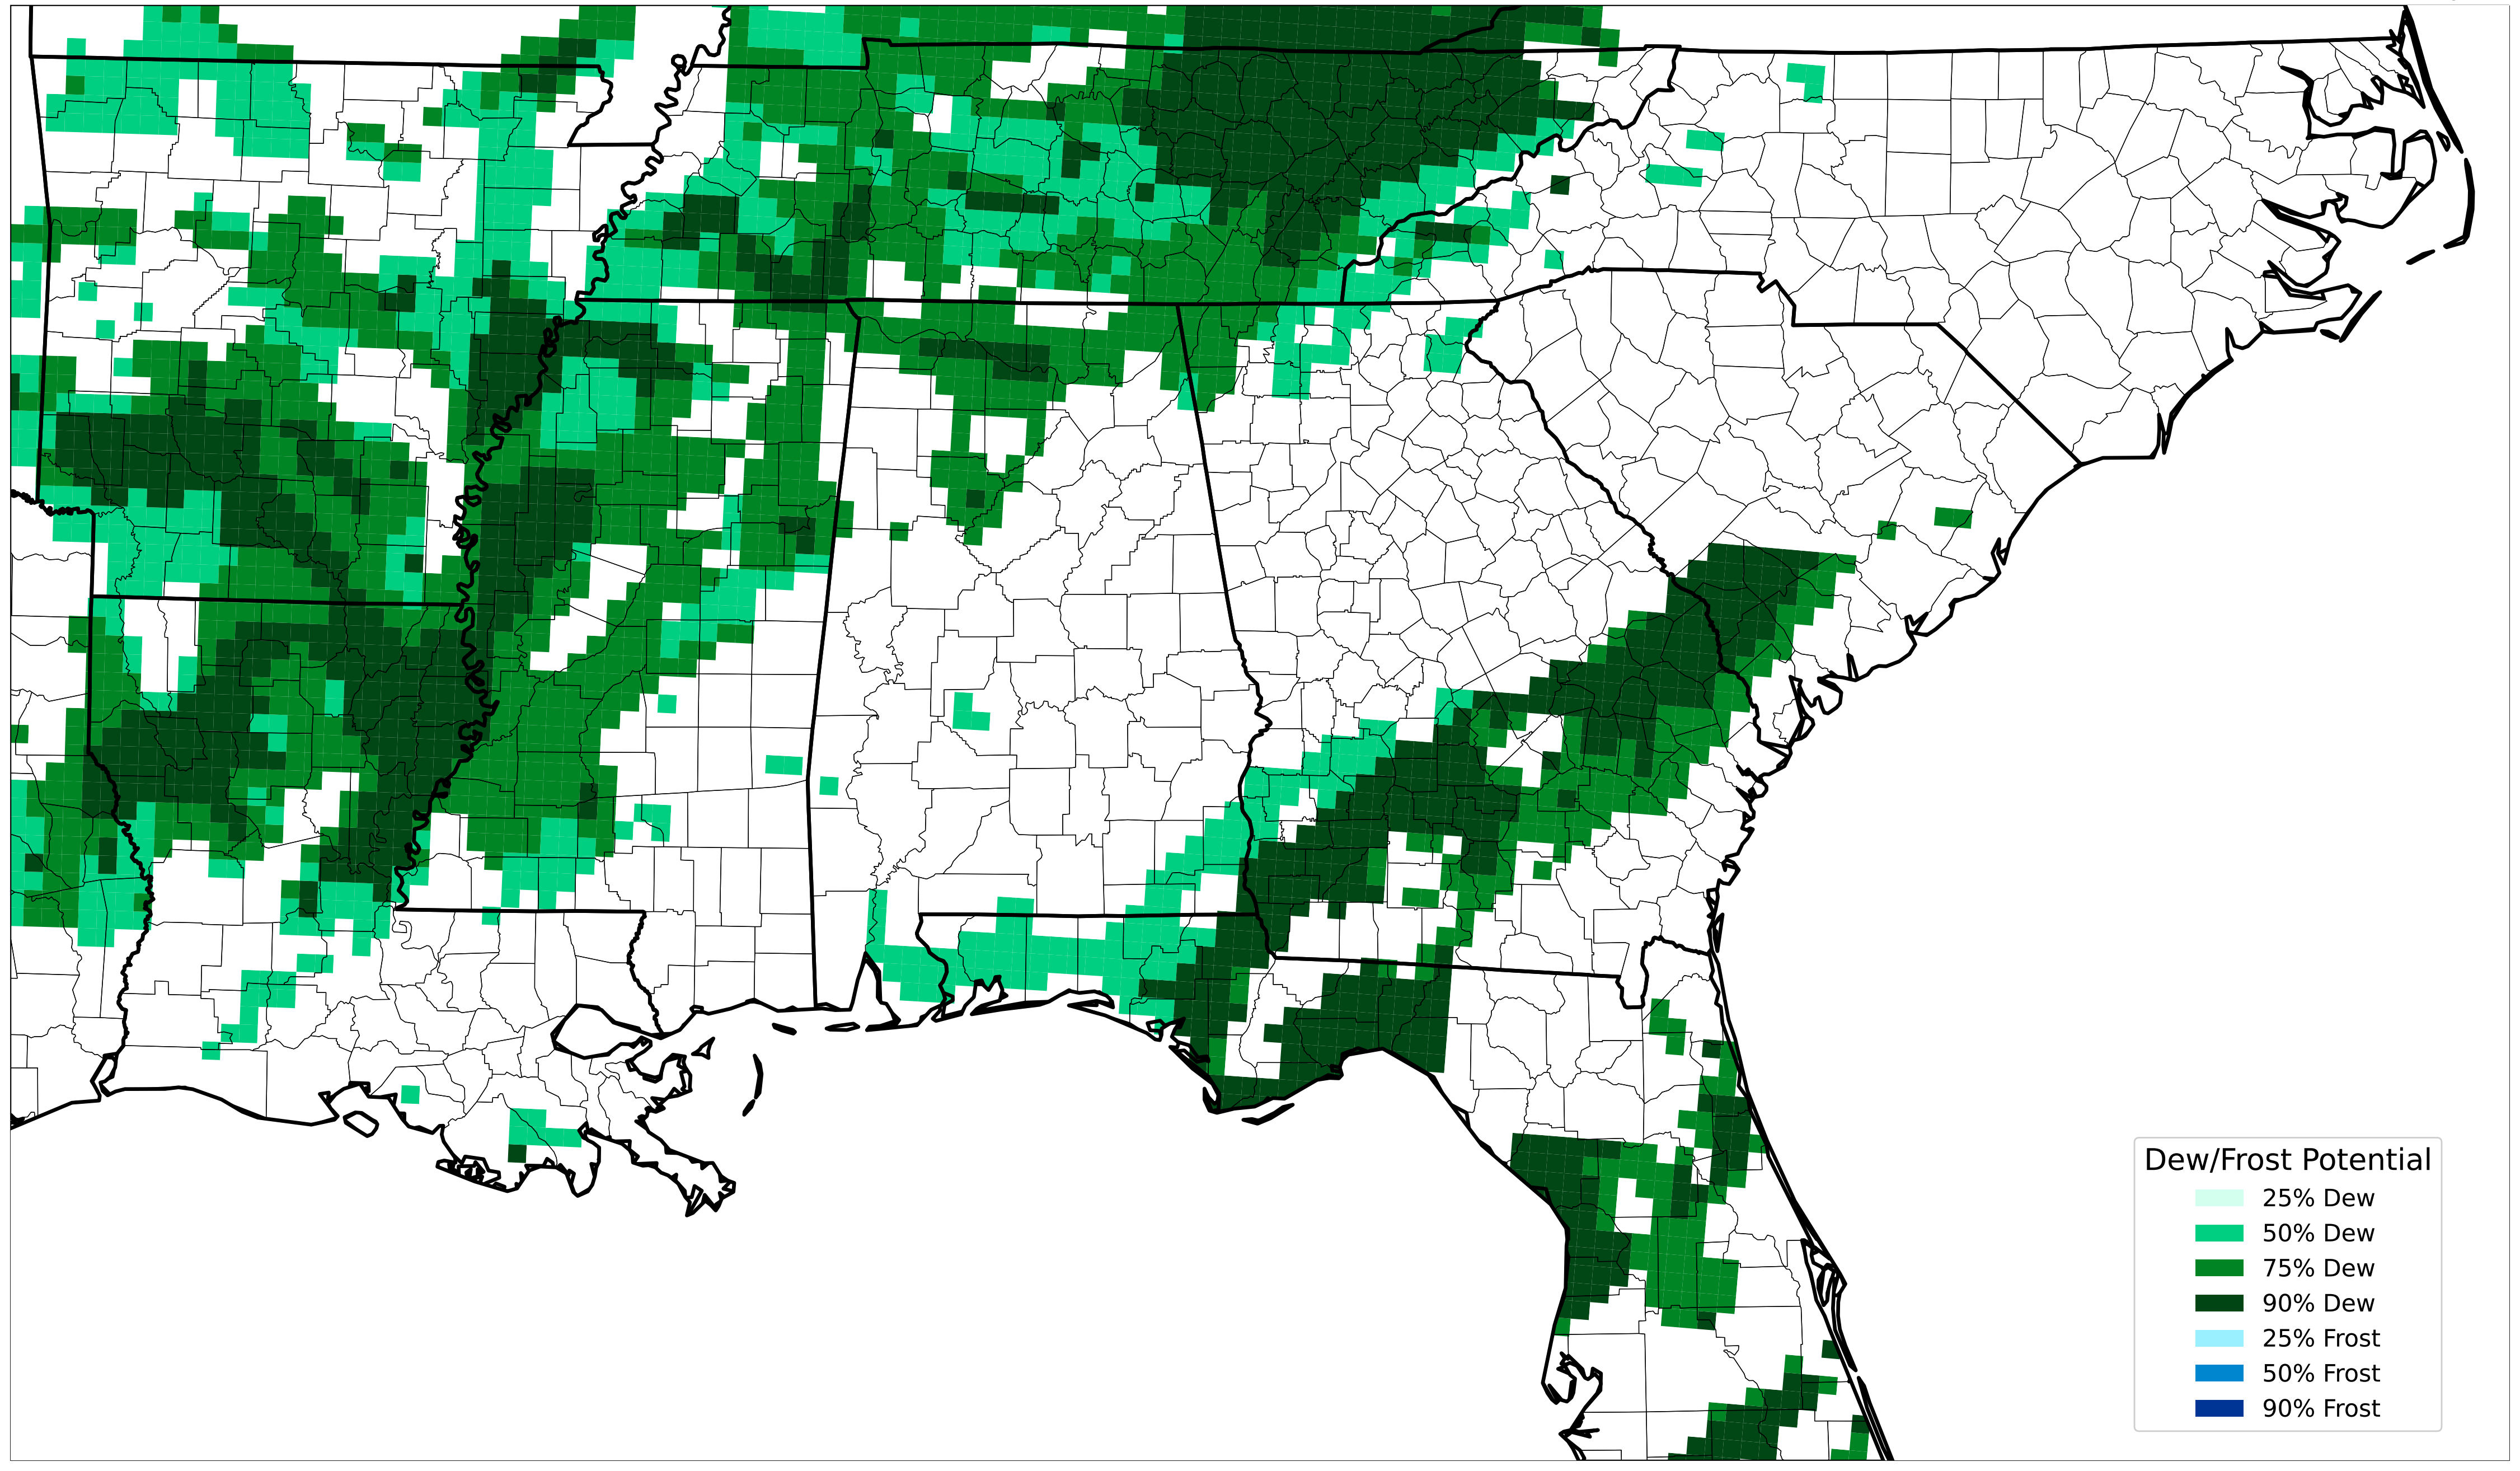 Dew/Frost Potential
25% Dew
50% Dew
75% Dew
90% Dew
25% Frost
50% Frost
90% Frost